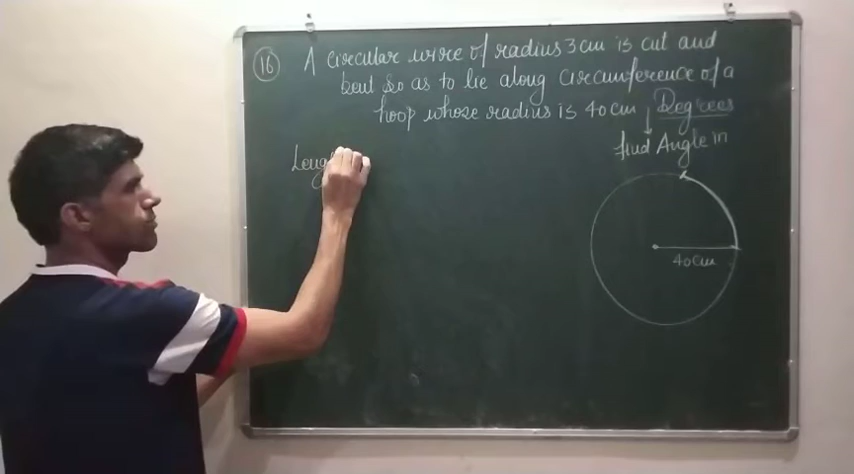 16 A circular wire of radius 3cm is cut and
bent so as to lie along circumference of a
hoop whose radius is 40cm Degrees
find Angle in
Leng
40cm